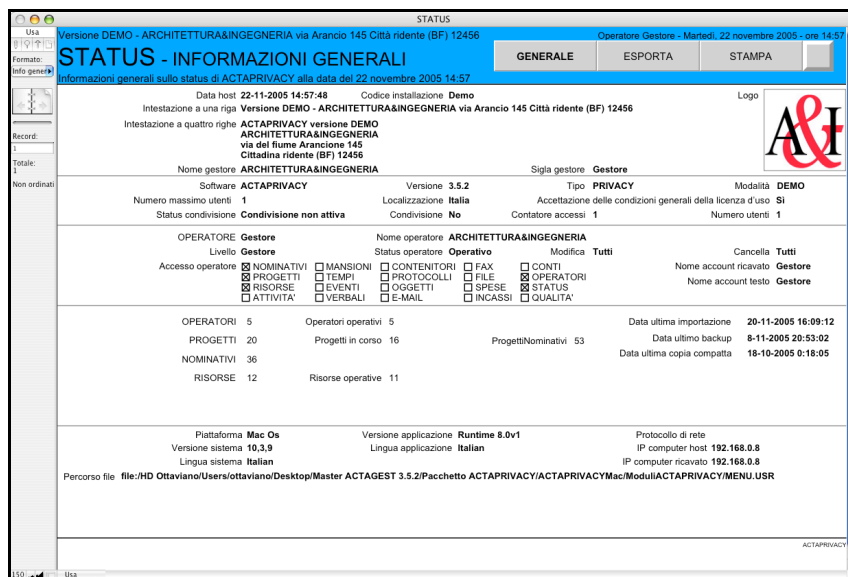 STATUS
Usa
Formato:
Info gener
Record:
1
Totale:
1
Non ordinati
Versione DEMO - ARCHITETTURA&INGEGNERIA via Arancio 145 Città ridente (BF) 12456
Operatore Gestore - Martedì, 22 novembre 2005 - ore 14:57
STATUS - INFORMAZIONI GENERALI
GENERALE ESPORTA STAMPA
Informazioni generali sullo status di ACTAPRIVACY alla data del 22 novembre 2005 14:57
Data host 22-11-2005 14:57:48 Codice installazione Demo Logo
A&I
Intestazione a una riga Versione DEMO - ARCHITETTURA&INGEGNERIA via Arancio 145 Città ridente (BF) 12456
Intestazione a quattro righe ACTAPRIVACY versione DEMO
ARCHITETTURA&INGEGNERIA
via del fiume Arancione 145
Cittadina ridente (BF) 12456
Nome gestore ARCHITETTURA&INGEGNERIA Sigla gestore Gestore
Software ACTAPRIVACY Versione 3.5.2 Tipo PRIVACY Modalità DEMO
Numero massimo utenti 1 Localizzazione Italia Accettazione delle condizioni generali della licenza d'uso Sì
Status condivisione Condivisione non attiva Condivisione No Contatore accessi 1 Numero utenti 1
OPERATORE Gestore Nome operatore ARCHITETTURA&INGEGNERIA
Livello Gestore Status operatore Operativo Modifica Tutti Cancella Tutti
Accesso operatore NOMINATIVI MANSIONI CONTENITORI FAX CONTI Nome account ricavato Gestore
PROGETTI TEMPI PROTOCOLLI FILE OPERATORI Nome account testo Gestore
RISORSE EVENTI OGGETTI SPESE STATUS
ATTIVITA' VERBALI E-MAIL INCASSI QUALITA'
OPERATORI 5 Operatori operativi 5 Data ultima importazione 20-11-2005 16:09:12
PROGETTI 20 Progetti in corso 16 ProgettiNominativi 53 Data ultimo backup 8-11-2005 20:53:02
NOMINATIVI 36 Data ultima copia compatta 18-10-2005 0:18:05
RISORSE 12 Risorse operative 11
Piattaforma Mac Os Versione applicazione Runtime 8.0v1 Protocollo di rete
Versione sistema 10,3,9 Lingua applicazione Italian IP computer host 192.168.0.8
Lingua sistema Italian IP computer ricavato 192.168.0.8
Percorso file file:/HD Ottaviano/Users/ottaviano/Desktop/Master ACTAGEST 3.5.2/Pacchetto ACTAPRIVACY/ACTAPRIVACYMac/ModuliACTAPRIVACY/MENU.USR
ACTAPRIVACY
150 Usa